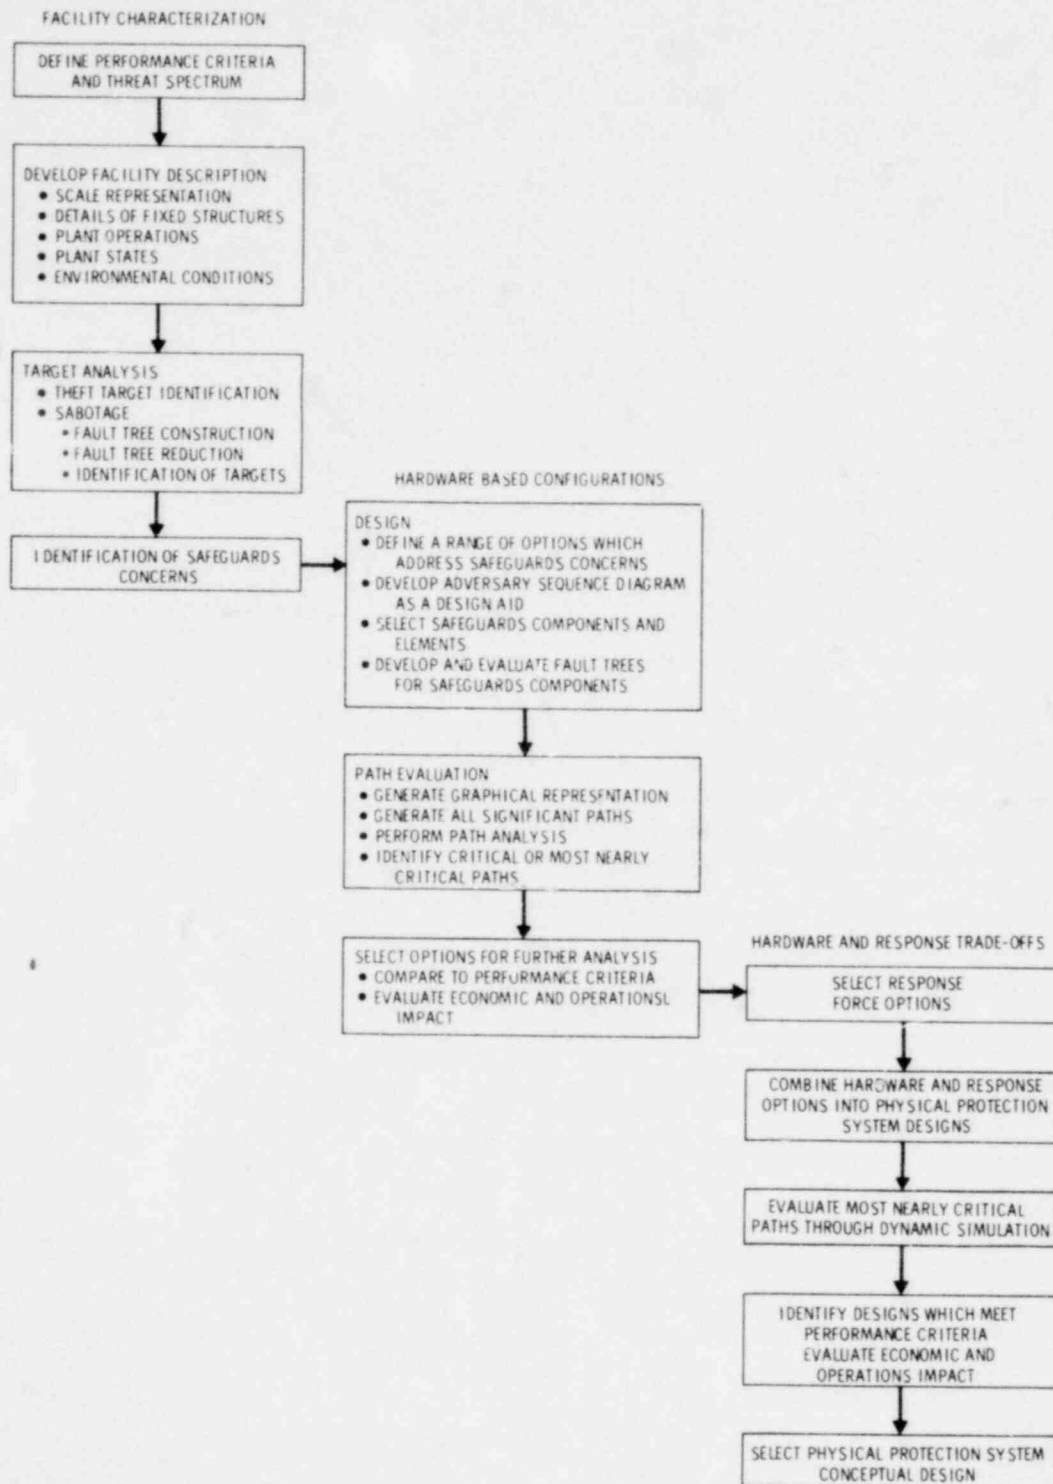 FACILITY CHARACTERIZATION
DEFINE PERFORMANCE CRITERIA
AND THREAT SPECTRUM
DEVELOP FACILITY DESCRIPTION
• SCALE REPRESENTATION
• DETAILS OF FIXED STRUCTURES
• PLANT OPERATIONS
• PLANT STATES
• ENVIRONMENTAL CONDITIONS
TARGET ANALYSIS
• THEFT TARGET IDENTIFICATION
• SABOTAGE
• FAULT TREE CONSTRUCTION
• FAULT TREE REDUCTION
• IDENTIFICATION OF TARGETS
IDENTIFICATION OF SAFEGUARDS
CONCERNS
HARDWARE BASED CONFIGURATIONS
DESIGN
• DEFINE A RANGE OF OPTIONS WHICH
ADDRESS SAFEGUARDS CONCERNS
• DEVELOP ADVERSARY SEQUENCE DIAGRAM
AS A DESIGN AID
• SELECT SAFEGUARDS COMPONENTS AND
ELEMENTS
• DEVELOP AND EVALUATE FAULT TREES
FOR SAFEGUARDS COMPONENTS
PATH EVALUATION
• GENERATE GRAPHICAL REPRESENTATION
• GENERATE ALL SIGNIFICANT PATHS
• PERFORM PATH ANALYSIS
• IDENTIFY CRITICAL OR MOST NEARLY
CRITICAL PATHS
SELECT OPTIONS FOR FURTHER ANALYSIS
• COMPARE TO PERFORMANCE CRITERIA
• EVALUATE ECONOMIC AND OPERATIONSL
IMPACT
HARDWARE AND RESPONSE TRADE-OFFS
SELECT RESPONSE
FORCE OPTIONS
COMBINE HARDWARE AND RESPONSE
OPTIONS INTO PHYSICAL PROTECTION
SYSTEM DESIGNS
EVALUATE MOST NEARLY CRITICAL
PATHS THROUGH DYNAMIC SIMULATION
IDENTIFY DESIGNS WHICH MEET
PERFORMANCE CRITERIA
EVALUATE ECONOMIC AND
OPERATIONS IMPACT
SELECT PHYSICAL PROTECTION SYSTEM
CONCEPTUAL DESIGN